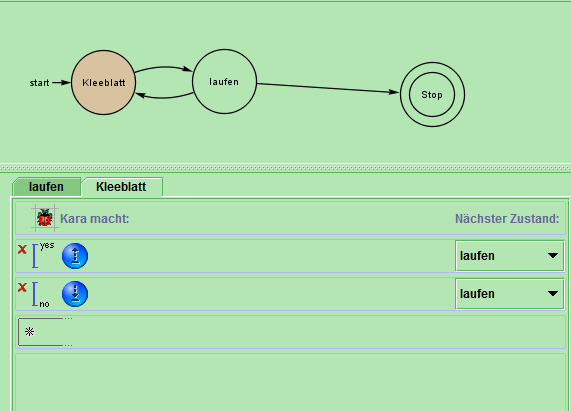 start
Kleeblatt
laufen
Stop
laufen
Kleeblatt
Kara macht:
Nächster Zustand:
yes
laufen
no
laufen